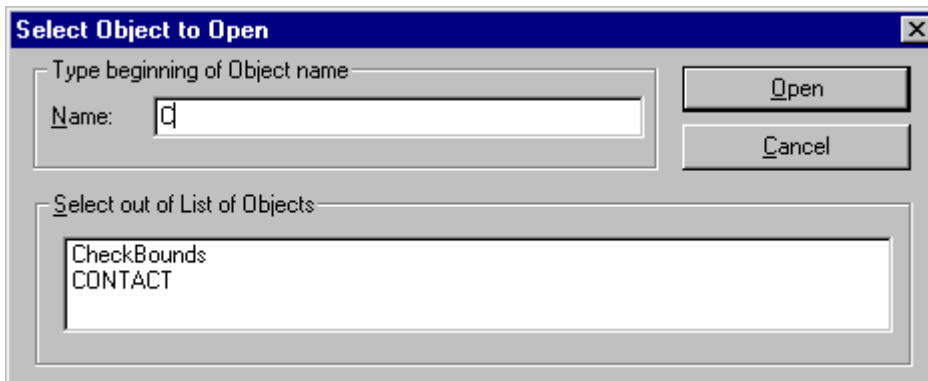 Select Object to Open
Type beginning of Object name
Open
Name: C
Cancel
Select out of List of Objects
CheckBounds
CONTACT